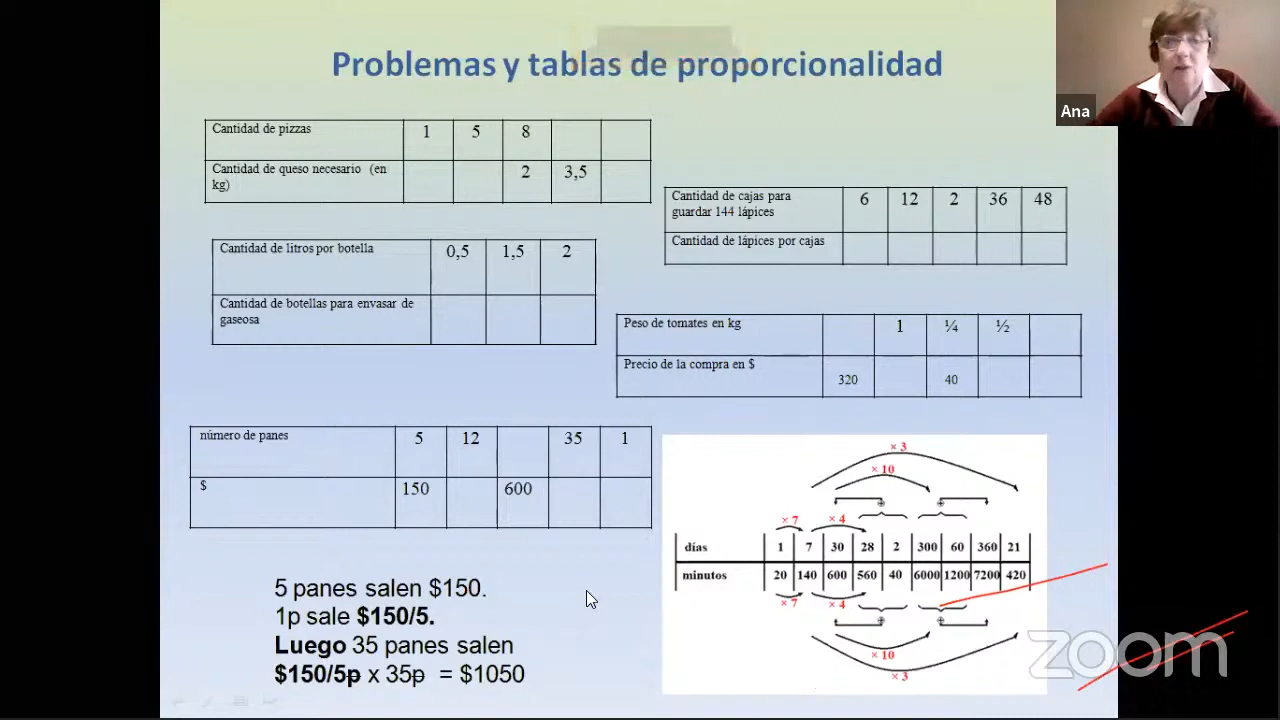 Problemas y tablas de proporcionalidad
Ana
Cantidad de pizzas 1 5 8
Cantidad de queso necesario (en kg) 2 3,5
Cantidad de cajas para guardar 144 lápices 6 12 2 36 48
Cantidad de lápices por cajas
Cantidad de litros por botella 0,5 1,5 2
Cantidad de botellas para envasar de gaseosa
Peso de tomates en kg 1 ¼ ½
Precio de la compra en $ 320 40
número de panes 5 12 35 1
$ 150 600
5 panes salen $150.
1p sale $150/5.
Luego 35 panes salen
$150/5p x 35p = $1050
× 3
× 10
× 7 × 4
días 1 7 30 28 2 300 60 360 21
minutos 20 140 600 560 40 6000 1200 7200 420
× 7 × 4
× 10
× 3
zoom